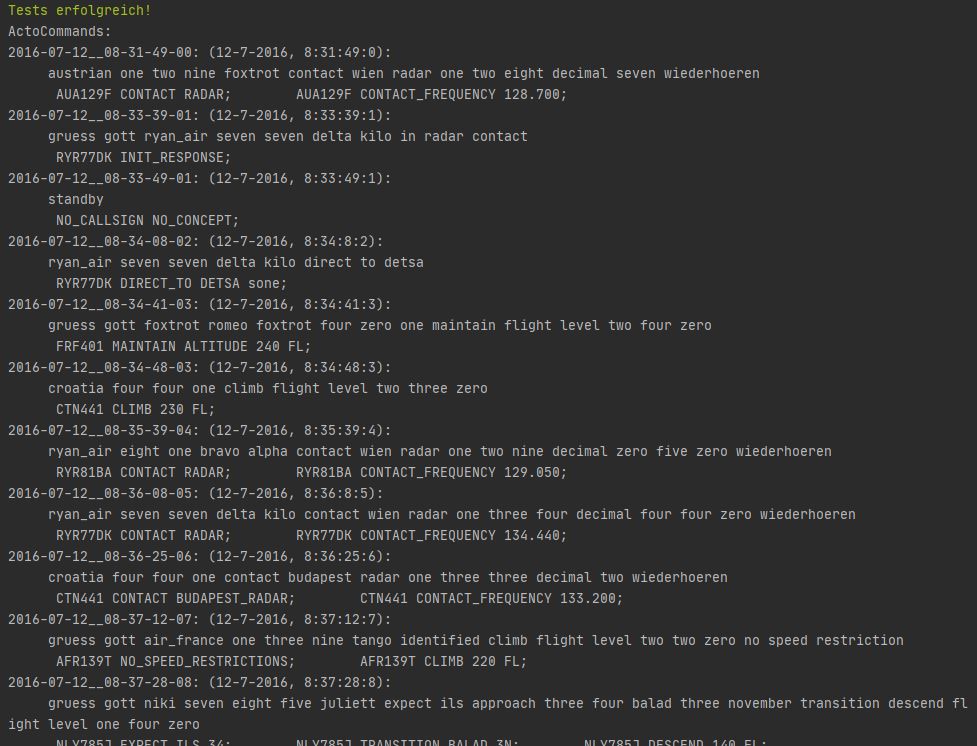 Tests erfolgreich!
ActoCommands:
2016-07-12__08-31-49-00: (12-7-2016, 8:31:49:0):
austrian one two nine foxtrot contact wien radar one two eight decimal seven wiederhoeren
AUA129F CONTACT RADAR; AUA129F CONTACT_FREQUENCY 128.700;
2016-07-12__08-33-39-01: (12-7-2016, 8:33:39:1):
gruess gott ryan_air seven seven delta kilo in radar contact
RYR77DK INIT_RESPONSE;
2016-07-12__08-33-49-01: (12-7-2016, 8:33:49:1):
standby
NO_CALLSIGN NO_CONCEPT;
2016-07-12__08-34-08-02: (12-7-2016, 8:34:8:2):
ryan_air seven seven delta kilo direct to detsa
RYR77DK DIRECT_TO DETSA sone;
2016-07-12__08-34-41-03: (12-7-2016, 8:34:41:3):
gruess gott foxtrot romeo foxtrot four zero one maintain flight level two four zero
FRF401 MAINTAIN ALTITUDE 240 FL;
2016-07-12__08-34-48-03: (12-7-2016, 8:34:48:3):
croatia four four one climb flight level two three zero
CTN441 CLIMB 230 FL;
2016-07-12__08-35-39-04: (12-7-2016, 8:35:39:4):
ryan_air eight one bravo alpha contact wien radar one two nine decimal zero five zero wiederhoeren
RYR81BA CONTACT RADAR; RYR81BA CONTACT_FREQUENCY 129.050;
2016-07-12__08-36-08-05: (12-7-2016, 8:36:8:5):
ryan_air seven seven delta kilo contact wien radar one three four decimal four four zero wiederhoeren
RYR77DK CONTACT RADAR; RYR77DK CONTACT_FREQUENCY 134.440;
2016-07-12__08-36-25-06: (12-7-2016, 8:36:25:6):
croatia four four one contact budapest radar one three three decimal two wiederhoeren
CTN441 CONTACT BUDAPEST_RADAR; CTN441 CONTACT_FREQUENCY 133.200;
2016-07-12__08-37-12-07: (12-7-2016, 8:37:12:7):
gruess gott air_france one three nine tango identified climb flight level two two zero no speed restriction
AFR139T NO_SPEED_RESTRICTIONS; AFR139T CLIMB 220 FL;
2016-07-12__08-37-28-08: (12-7-2016, 8:37:28:8):
gruess gott niki seven eight five juliett expect ils approach three four balad three november transition descend fl
ight level one four zero
NLY785J EXPECT ILS 34; NLY785J TRANSITION BALAD 3N; NLY785J DESCEND 140 FL;